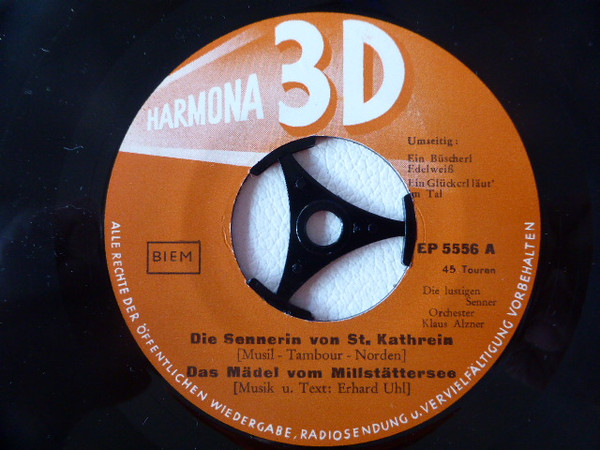 HARMONA 3D
Umseitig:
Ein Büscherl
Edelweiß
Ein Glückerl läut'
im Tal
EP 5556 A
45 Touren
BIEM
Die lustigen
Senner
Orchester
Klaus Alzner
Die Sennerin von St. Kathrein
[Musil - Tambour - Norden]
Das Mädel vom Millstättersee
[Musik u. Text: Erhard Uhl]
ALLE RECHTE DER ÖFFENTLICHEN WIEDERGABE, RADIOSENDUNG u. VERVIELFÄLTIGUNG VORBEHALTEN